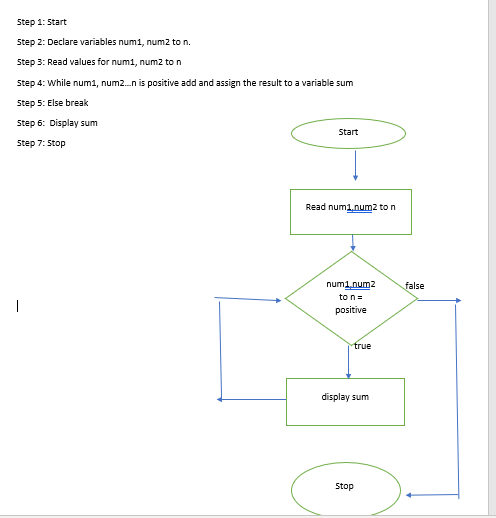 Step 1: Start
Step 2: Declare variables num1, num2 to n.
Step 3: Read values for num1, num2 to n
Step 4: While num1, num2...n is positive add and assign the result to a variable sum
Step 5: Else break
Step 6:  Display sum
Step 7: Stop
Start
Read num1,num2 to n
num1,num2
to n =
positive
false
true
display sum
Stop